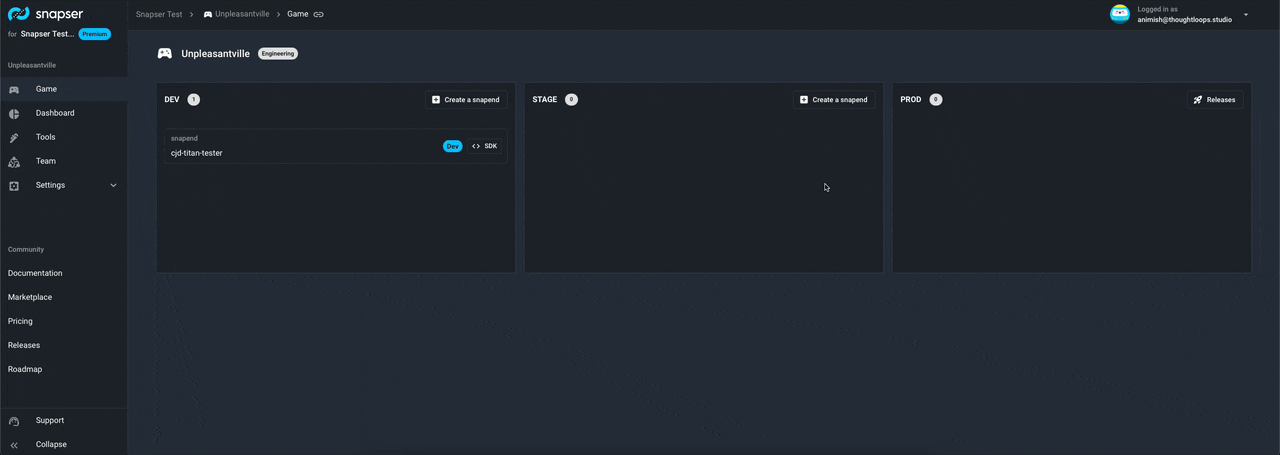 snapser
for Snapser Test... Premium
Snapser Test > Unpleasantville > Game
Logged in as
animish@thoughtloops.studio
Unpleasantville
Game
Dashboard
Tools
Team
Settings
Community
Documentation
Marketplace
Pricing
Releases
Roadmap
Support
Collapse
Unpleasantville Engineering
DEV 1 Create a snapend
snapend
cjd-titan-tester Dev <> SDK
STAGE 0 Create a snapend
PROD 0 Releases